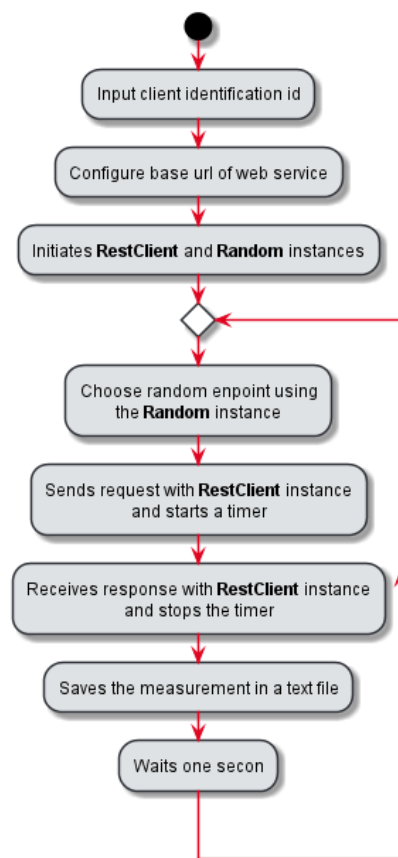 Input client identification id
Configure base url of web service
Initiates RestClient and Random instances
Choose random enpoint using
the Random instance
Sends request with RestClient instance
and starts a timer
Receives response with RestClient instance
and stops the timer
Saves the measurement in a text file
Waits one secon